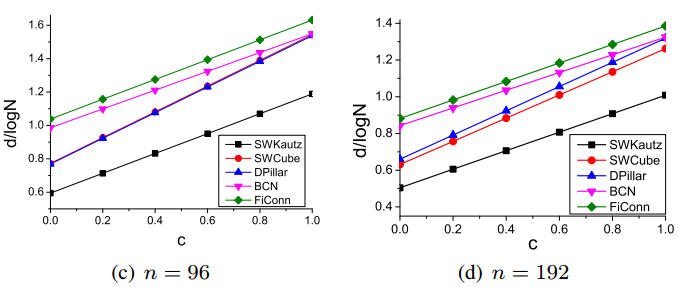 1.6
1.4
1.2
1.0
0.8
0.6
d/logN
0.0 0.2 0.4 0.6 0.8 1.0
c
SWKautz
SWCube
DPillar
BCN
FiConn
(c) n = 96
1.4
1.2
1.0
0.8
0.6
0.4
d/logN
0.0 0.2 0.4 0.6 0.8 1.0
c
SWKautz
SWCube
DPillar
BCN
FiConn
(d) n = 192